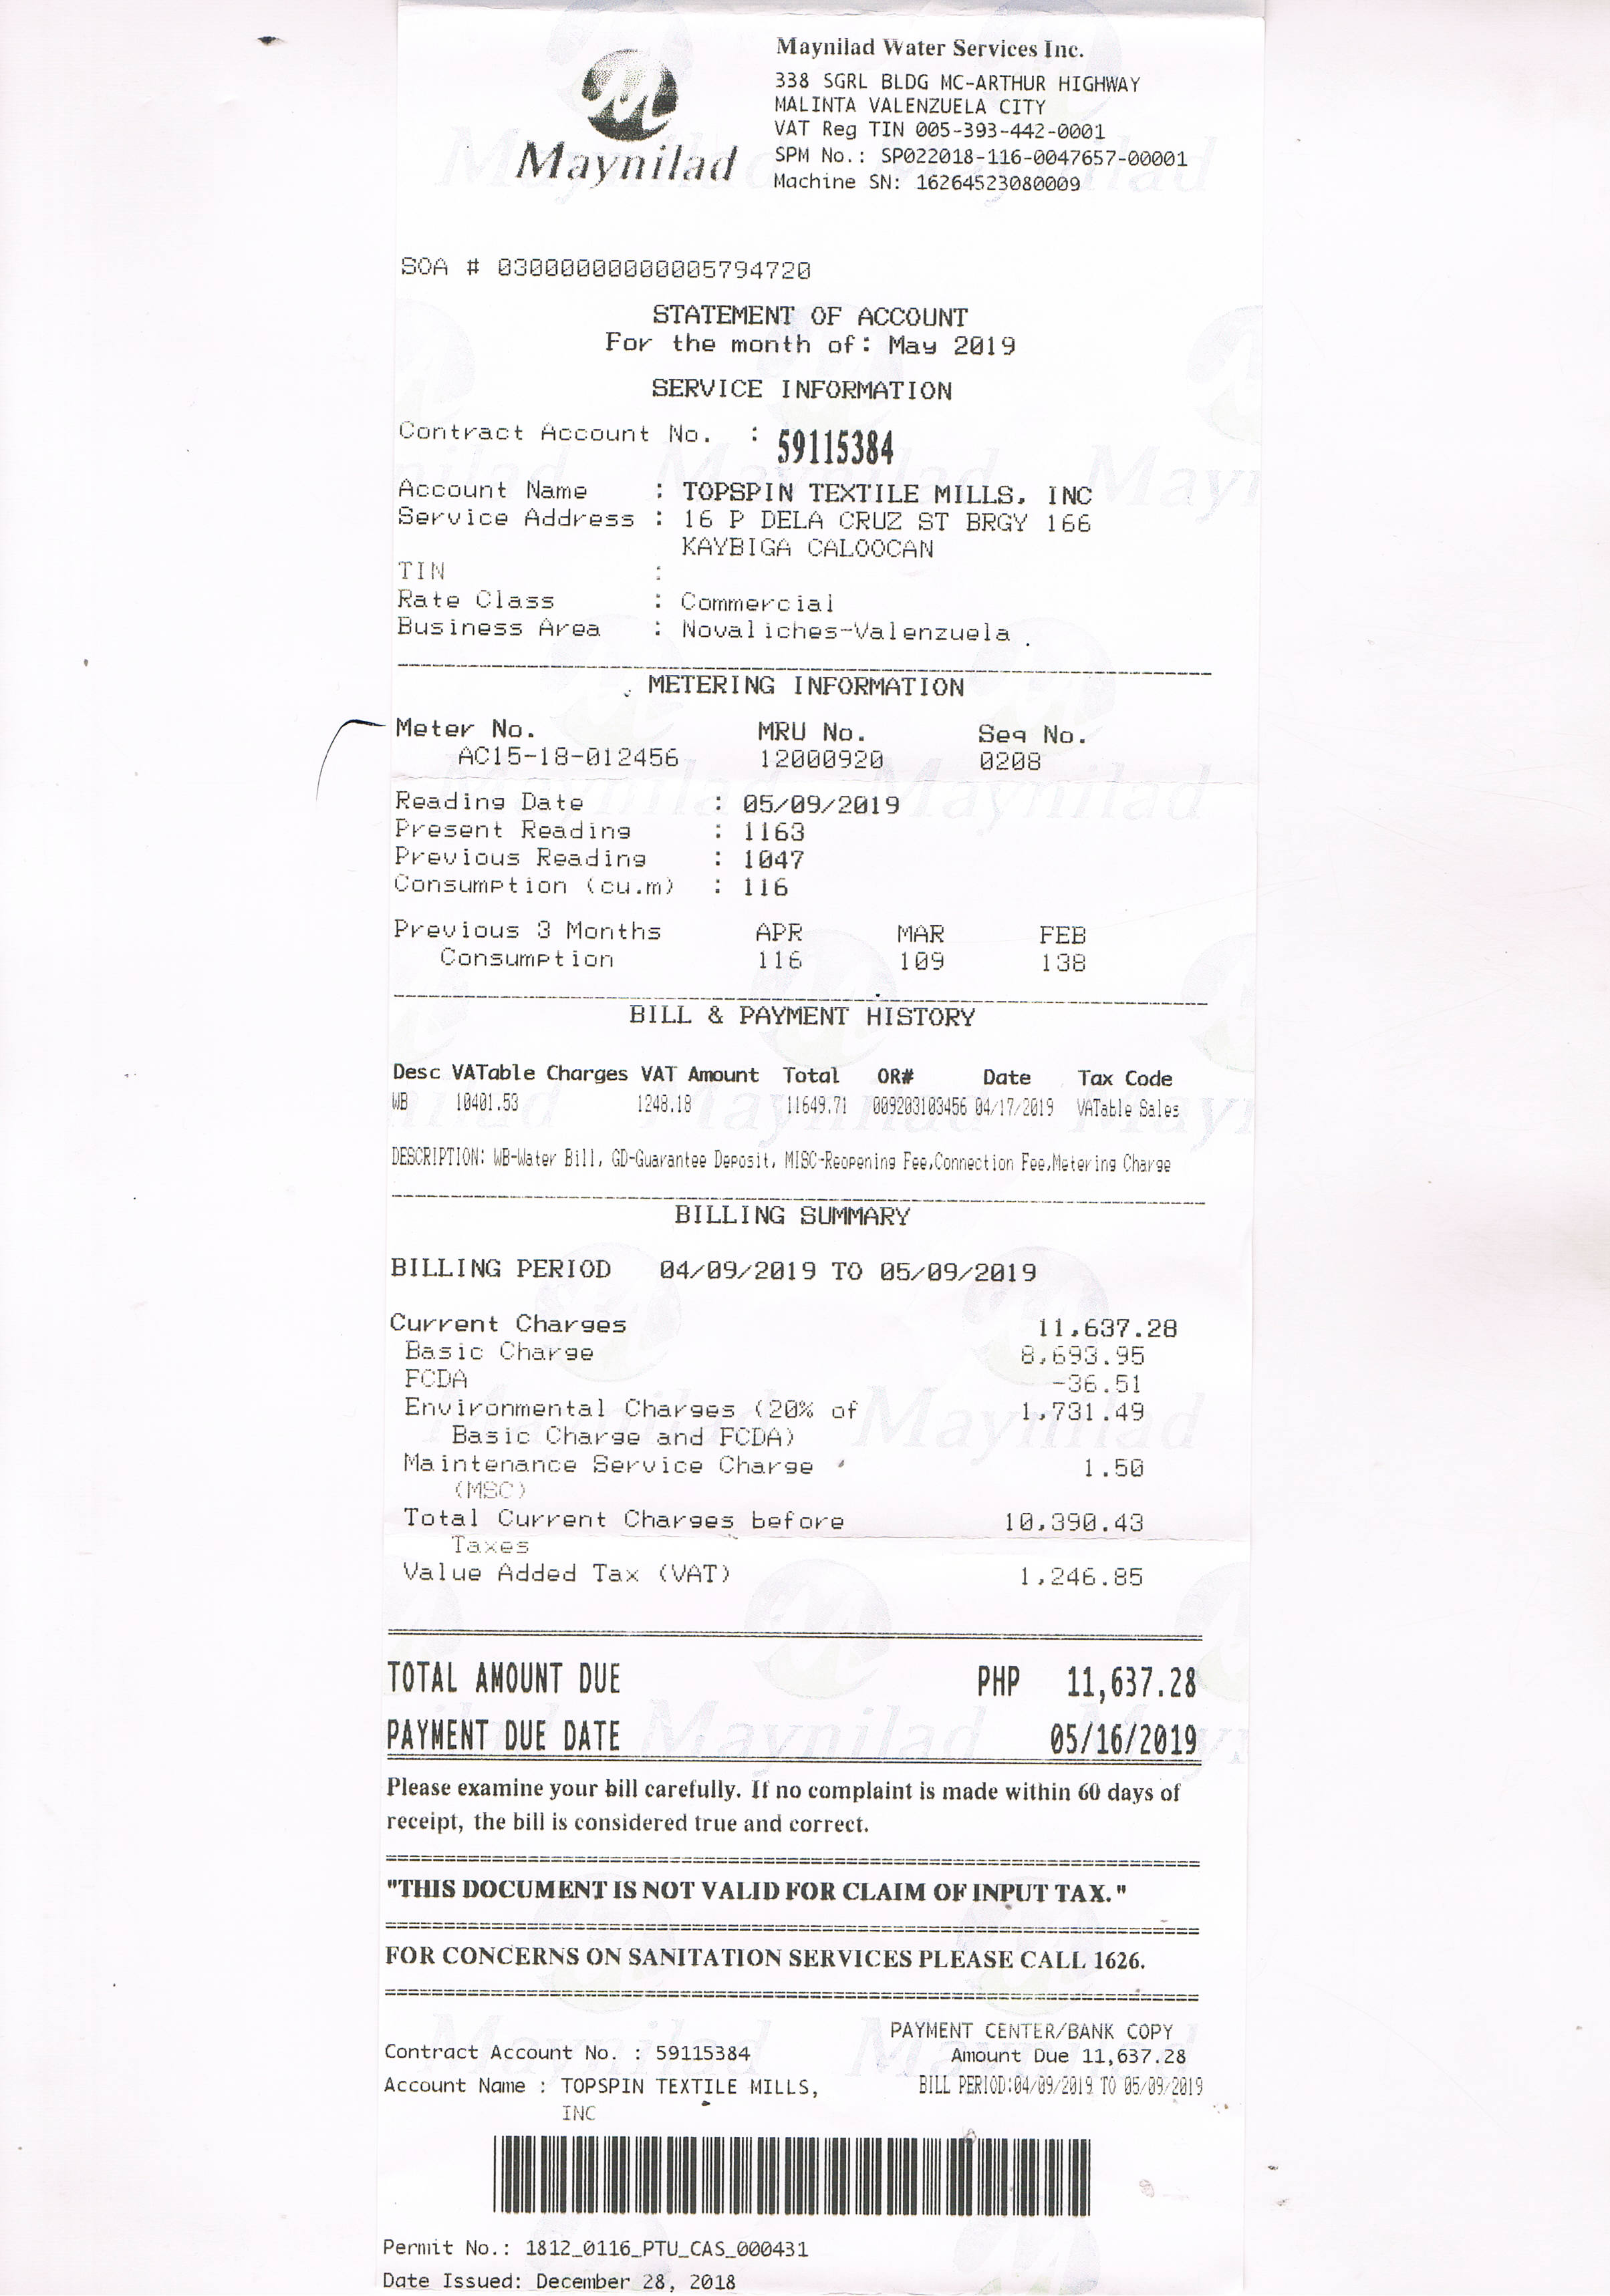 Maynilad
Maynilad Water Services Inc.
338 SGRL BLDG MC-ARTHUR HIGHWAY
MALINTA VALENZUELA CITY
VAT Reg TIN 005-393-442-0001
SPM No.: SP022018-116-0047657-00001
Machine SN: 16264523080009
SOA # 03000000000005794720
STATEMENT OF ACCOUNT
For the month of: May 2019
SERVICE INFORMATION
Contract Account No. : 59115384
Account Name : TOPSPIN TEXTILE MILLS, INC
Service Address : 16 P DELA CRUZ ST BRGY 166
KAYBIGA CALOOCAN
TIN :
Rate Class : Commercial
Business Area : Novaliches-Valenzuela
METERING INFORMATION
Meter No. MRU No. Seq No.
AC15-18-012456 12000920 0208
Reading Date : 05/09/2019
Present Reading : 1163
Previous Reading : 1047
Consumption (cu.m) : 116
Previous 3 Months APR MAR FEB
Consumption 116 109 138
BILL & PAYMENT HISTORY
Desc VATable Charges VAT Amount Total OR# Date Tax Code
WB 10401.53 1248.18 11649.71 009203103456 04/17/2019 VATable Sales
DESCRIPTION: WB-Water Bill, GD-Guarantee Deposit, MISC-Reopening Fee,Connection Fee,Metering Charge
BILLING SUMMARY
BILLING PERIOD 04/09/2019 TO 05/09/2019
Current Charges 11,637.28
Basic Charge 8,693.95
FCDA -36.51
Environmental Charges (20% of 1,731.49
Basic Charge and FCDA)
Maintenance Service Charge 1.50
(MSC)
Total Current Charges before 10,390.43
Taxes
Value Added Tax (VAT) 1,246.85
TOTAL AMOUNT DUE PHP 11,637.28
PAYMENT DUE DATE 05/16/2019
Please examine your bill carefully. If no complaint is made within 60 days of
receipt, the bill is considered true and correct.
"THIS DOCUMENT IS NOT VALID FOR CLAIM OF INPUT TAX."
FOR CONCERNS ON SANITATION SERVICES PLEASE CALL 1626.
PAYMENT CENTER/BANK COPY
Contract Account No. : 59115384 Amount Due 11,637.28
Account Name : TOPSPIN TEXTILE MILLS, BILL PERIOD:04/09/2019 TO 05/09/2019
INC
Permit No.: 1812_0116_PTU_CAS_000431
Date Issued: December 28, 2018